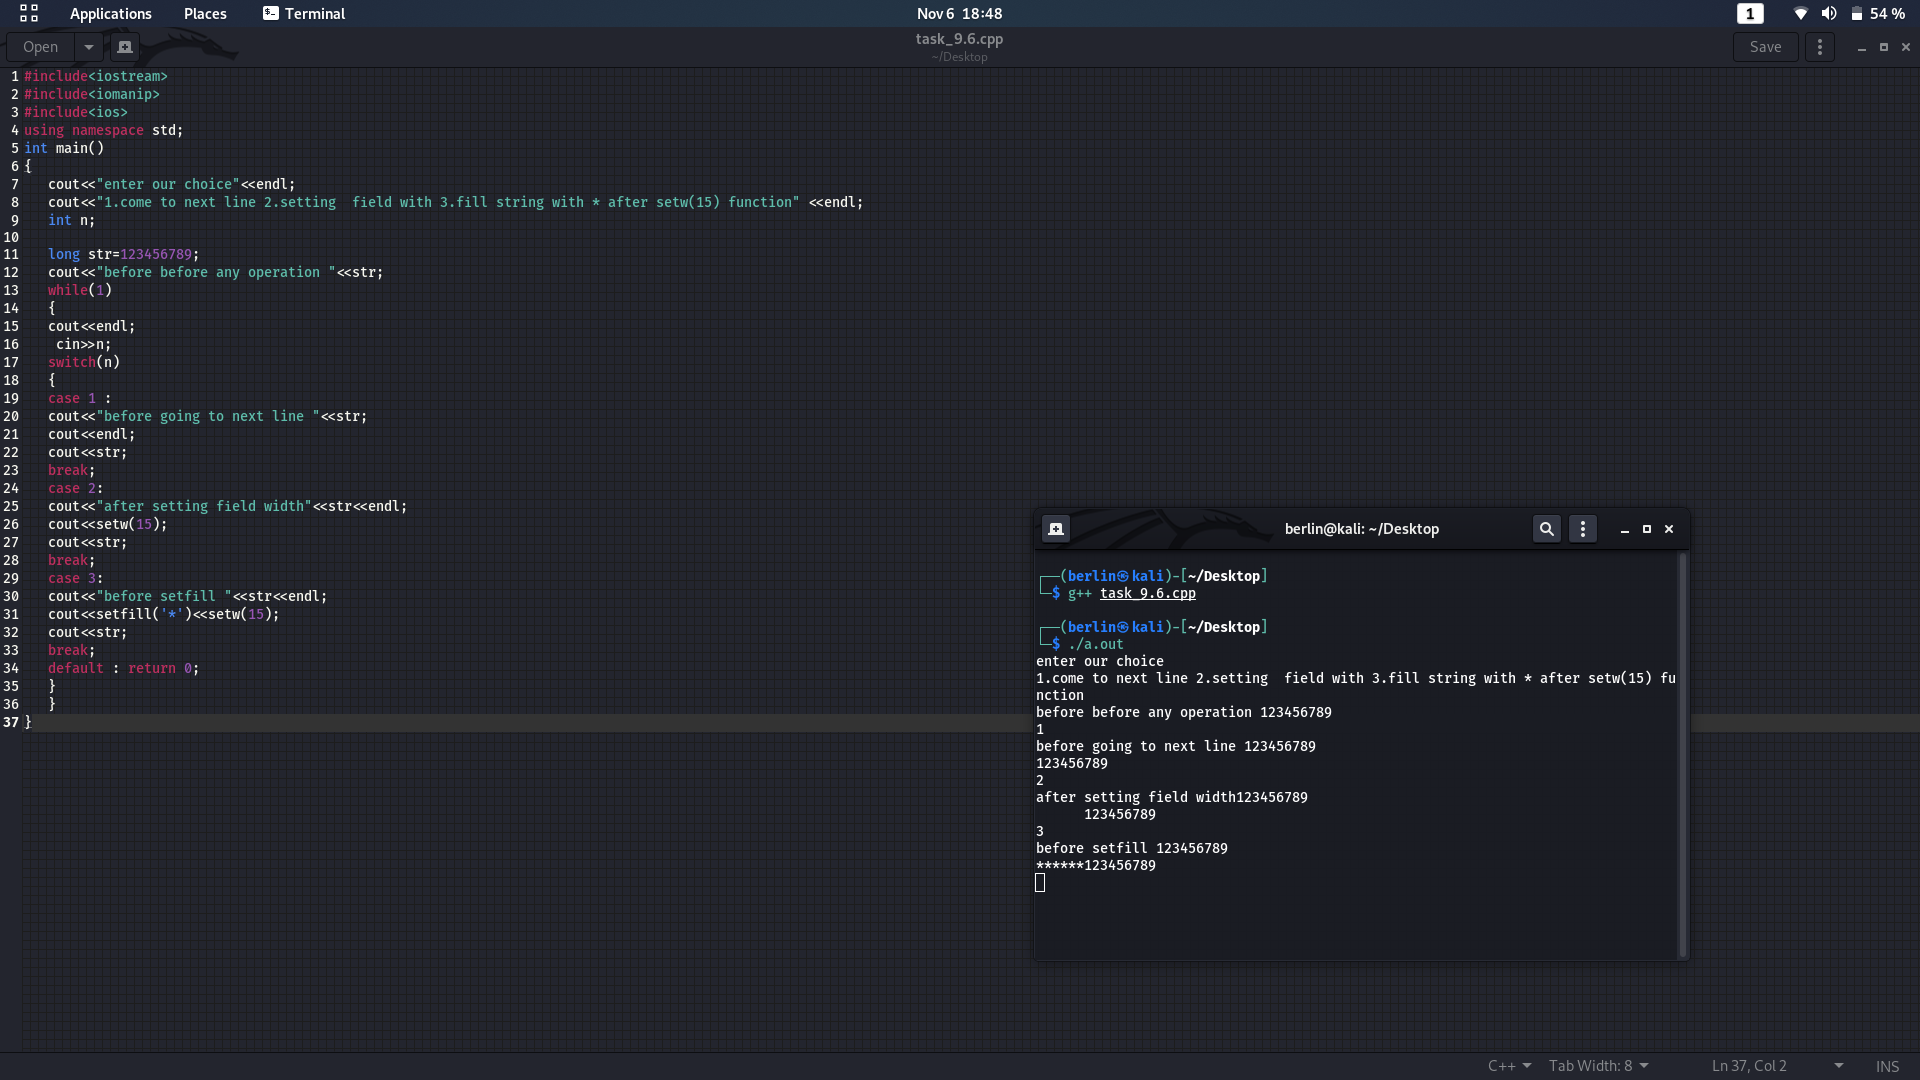 Applications Places Terminal Nov 6 18:48 1 54 %
Open task_9.6.cpp Save
~/Desktop
1 #include<iostream>
2 #include<iomanip>
3 #include<ios>
4 using namespace std;
5 int main()
6 {
7 cout<<"enter our choice"<<endl;
8 cout<<"1.come to next line 2.setting  field with 3.fill string with * after setw(15) function" <<endl;
9 int n;
10
11 long str=123456789;
12 cout<<"before before any operation "<<str;
13 while(1)
14 {
15 cout<<endl;
16 cin>>n;
17 switch(n)
18 {
19 case 1 :
20 cout<<"before going to next line "<<str;
21 cout<<endl;
22 cout<<str;
23 break;
24 case 2:
25 cout<<"after setting field width"<<str<<endl;
26 cout<<setw(15);
27 cout<<str;
28 break;
29 case 3:
30 cout<<"before setfill "<<str<<endl;
31 cout<<setfill('*')<<setw(15);
32 cout<<str;
33 break;
34 default : return 0;
35 }
36 }
37 }
berlin@kali: ~/Desktop
┌──(berlin㉿kali)-[~/Desktop]
└─$ g++ task_9.6.cpp
┌──(berlin㉿kali)-[~/Desktop]
└─$ ./a.out
enter our choice
1.come to next line 2.setting  field with 3.fill string with * after setw(15) fu
nction
before before any operation 123456789
1
before going to next line 123456789
123456789
2
after setting field width123456789
      123456789
3
before setfill 123456789
******123456789
C++ Tab Width: 8 Ln 37, Col 2 INS